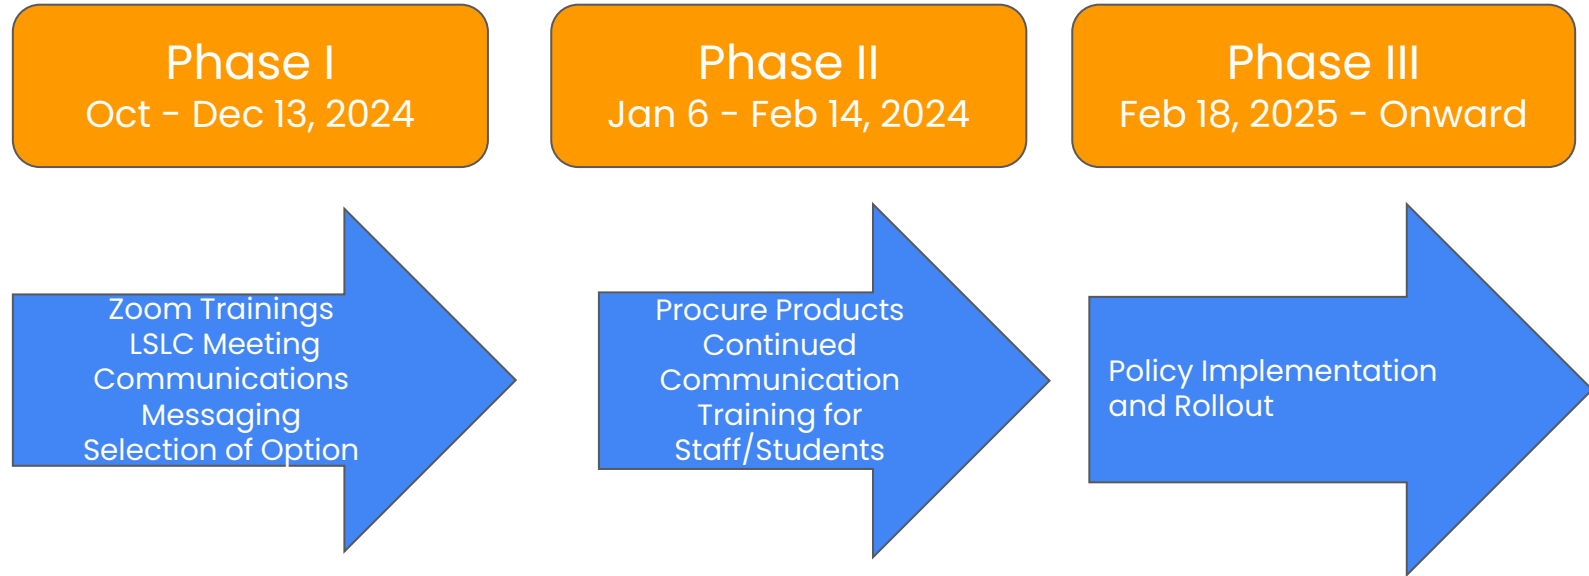 Phase I
Oct - Dec 13, 2024
Phase II
Jan 6 - Feb 14, 2024
Phase III
Feb 18, 2025 - Onward
Zoom Trainings
LSLC Meeting
Communications
Messaging
Selection of Option
Procure Products
Continued
Communication
Training for
Staff/Students
Policy Implementation
and Rollout